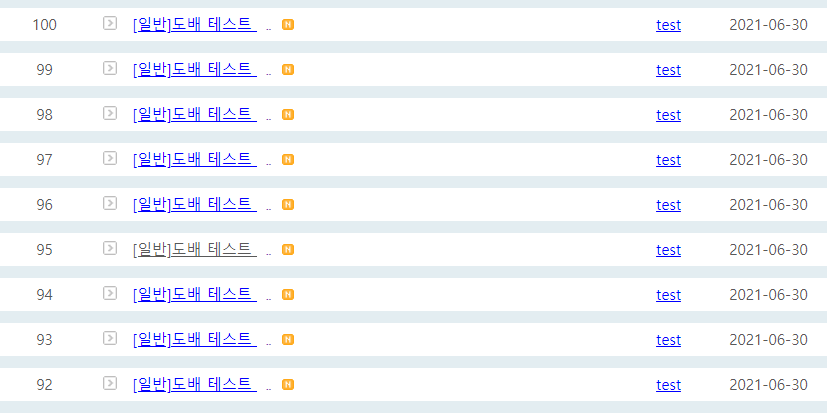 100 [일반]도배 테스트 .. N test 2021-06-30
99 [일반]도배 테스트 .. N test 2021-06-30
98 [일반]도배 테스트 .. N test 2021-06-30
97 [일반]도배 테스트 .. N test 2021-06-30
96 [일반]도배 테스트 .. N test 2021-06-30
95 [일반]도배 테스트 .. N test 2021-06-30
94 [일반]도배 테스트 .. N test 2021-06-30
93 [일반]도배 테스트 .. N test 2021-06-30
92 [일반]도배 테스트 .. N test 2021-06-30